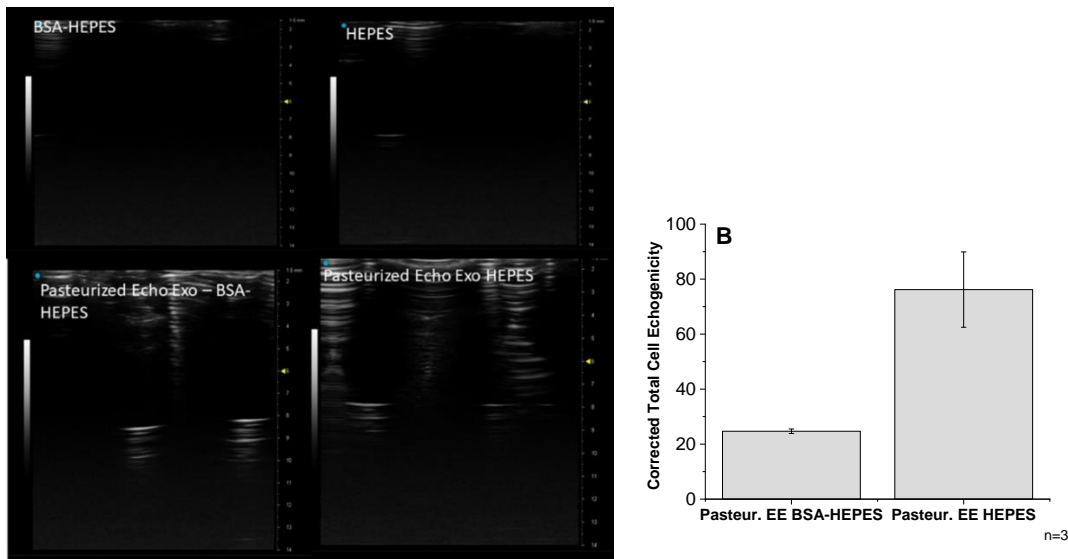 BSA-HEPES
HEPES
Pasteurized Echo Exo – BSA-
HEPES
Pasteurized Echo Exo HEPES
B
Corrected Total Cell Echogenicity
100
80
60
40
20
0
Pasteur. EE BSA-HEPES
Pasteur. EE HEPES
n=3